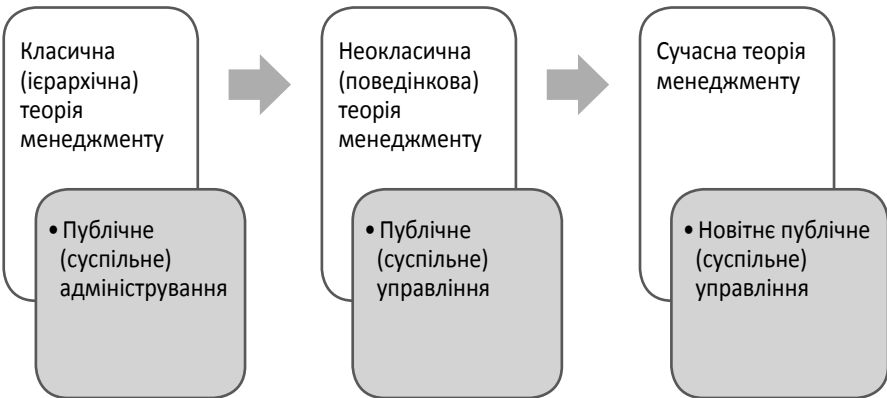 Класична
(ієрархічна)
теорія
менеджменту
• Публічне
(суспільне)
адміністрування
Неокласична
(поведінкова)
теорія
менеджменту
• Публічне
(суспільне)
управління
Сучасна теорія
менеджменту
• Новітнє публічне
(суспільне)
управління